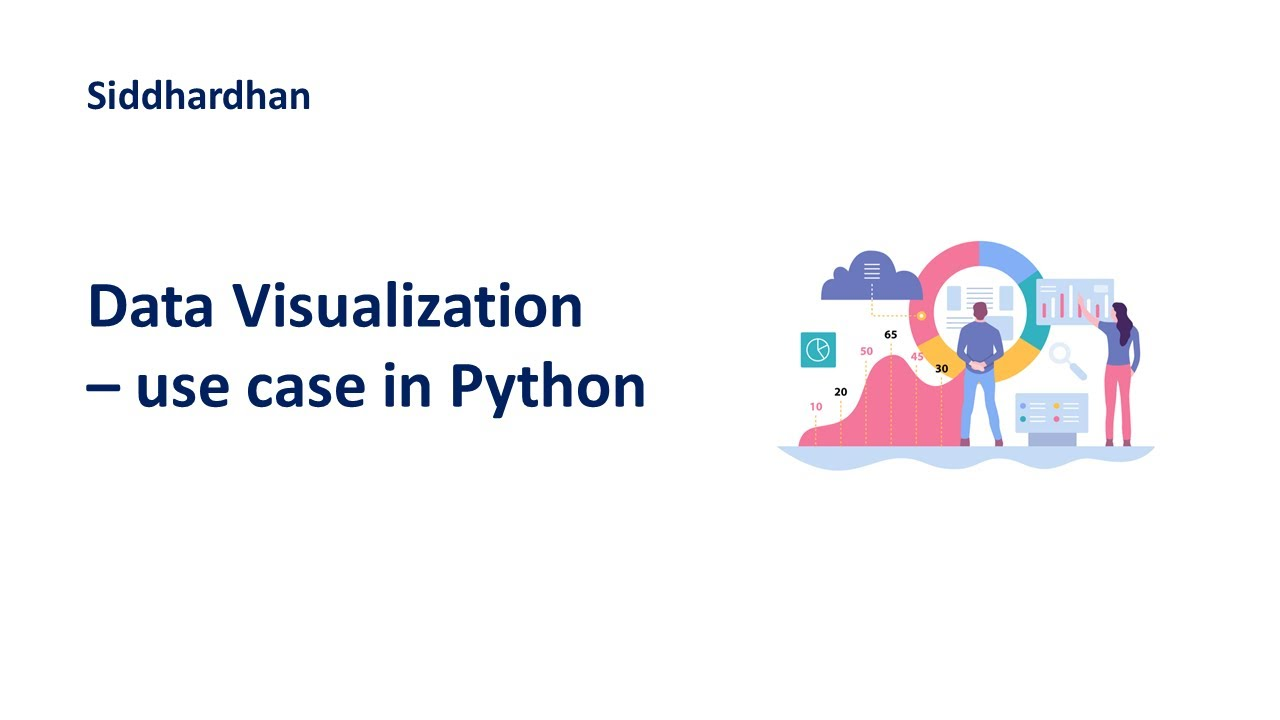 Siddhardhan
Data Visualization
– use case in Python
65
50
45
30
20
10